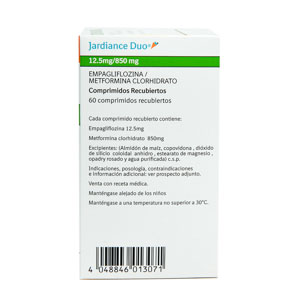 Jardiance Duo®
12.5mg/850 mg
EMPAGLIFLOZINA /
METFORMINA CLORHIDRATO
Comprimidos Recubiertos
60 comprimidos recubiertos
Cada comprimido recubierto contiene:
Empagliflozina 12.5mg
Metformina clorhidrato 850mg
Excipientes: (Almidón de maíz, copovidona, dióxido
de silicio coloidal anhidro, estearato de magnesio,
opadry rosado y agua purificada) c.s.p.
Indicaciones, posología, contraindicaciones
e información adicional: ver prospecto adjunto.
Venta con receta médica.
Manténgase alejado de los niños
Manténgase a una temperatura no superior a 30°C.
4 048846 013071 >